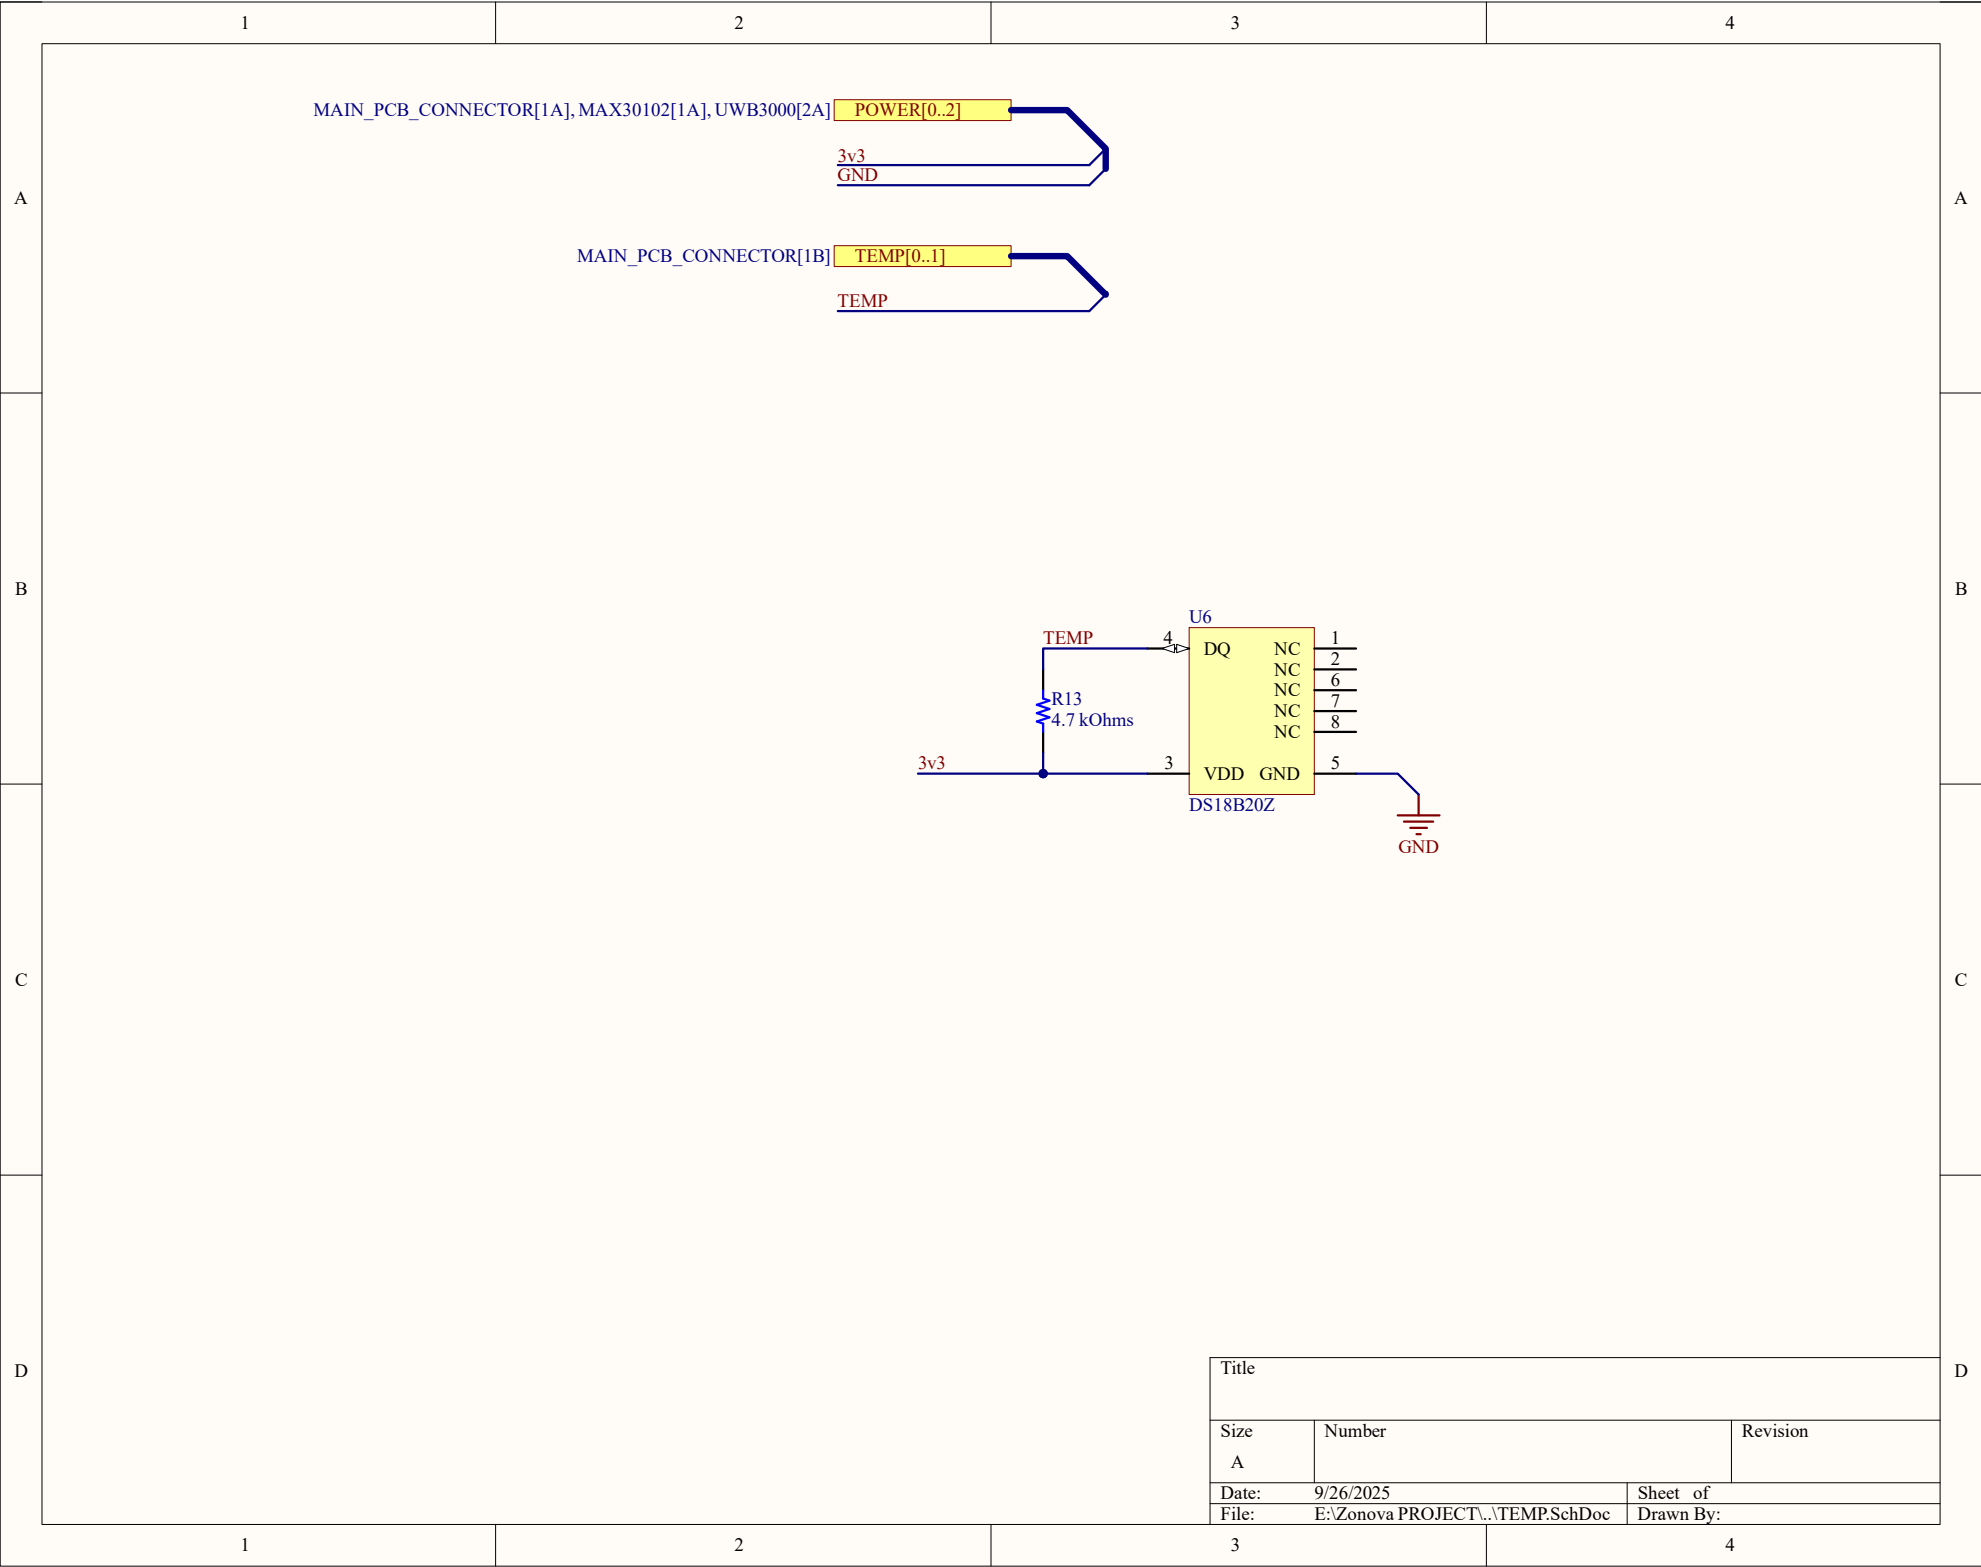 1 2 3 4
MAIN_PCB_CONNECTOR[1A], MAX30102[1A], UWB3000[2A] POWER[0..2]
3v3
GND
A A
MAIN_PCB_CONNECTOR[1B] TEMP[0..1]
TEMP
B B
U6
TEMP 4 DQ NC 1
NC 2
NC 6
R13 NC 7
4.7 kOhms NC 8
3v3 3 VDD GND 5
DS18B20Z
GND
C C
Title
D D
Size Number Revision
A
Date: 9/26/2025 Sheet of
File: E:\Zonova PROJECT\..\TEMP.SchDoc Drawn By:
1 2 3 4